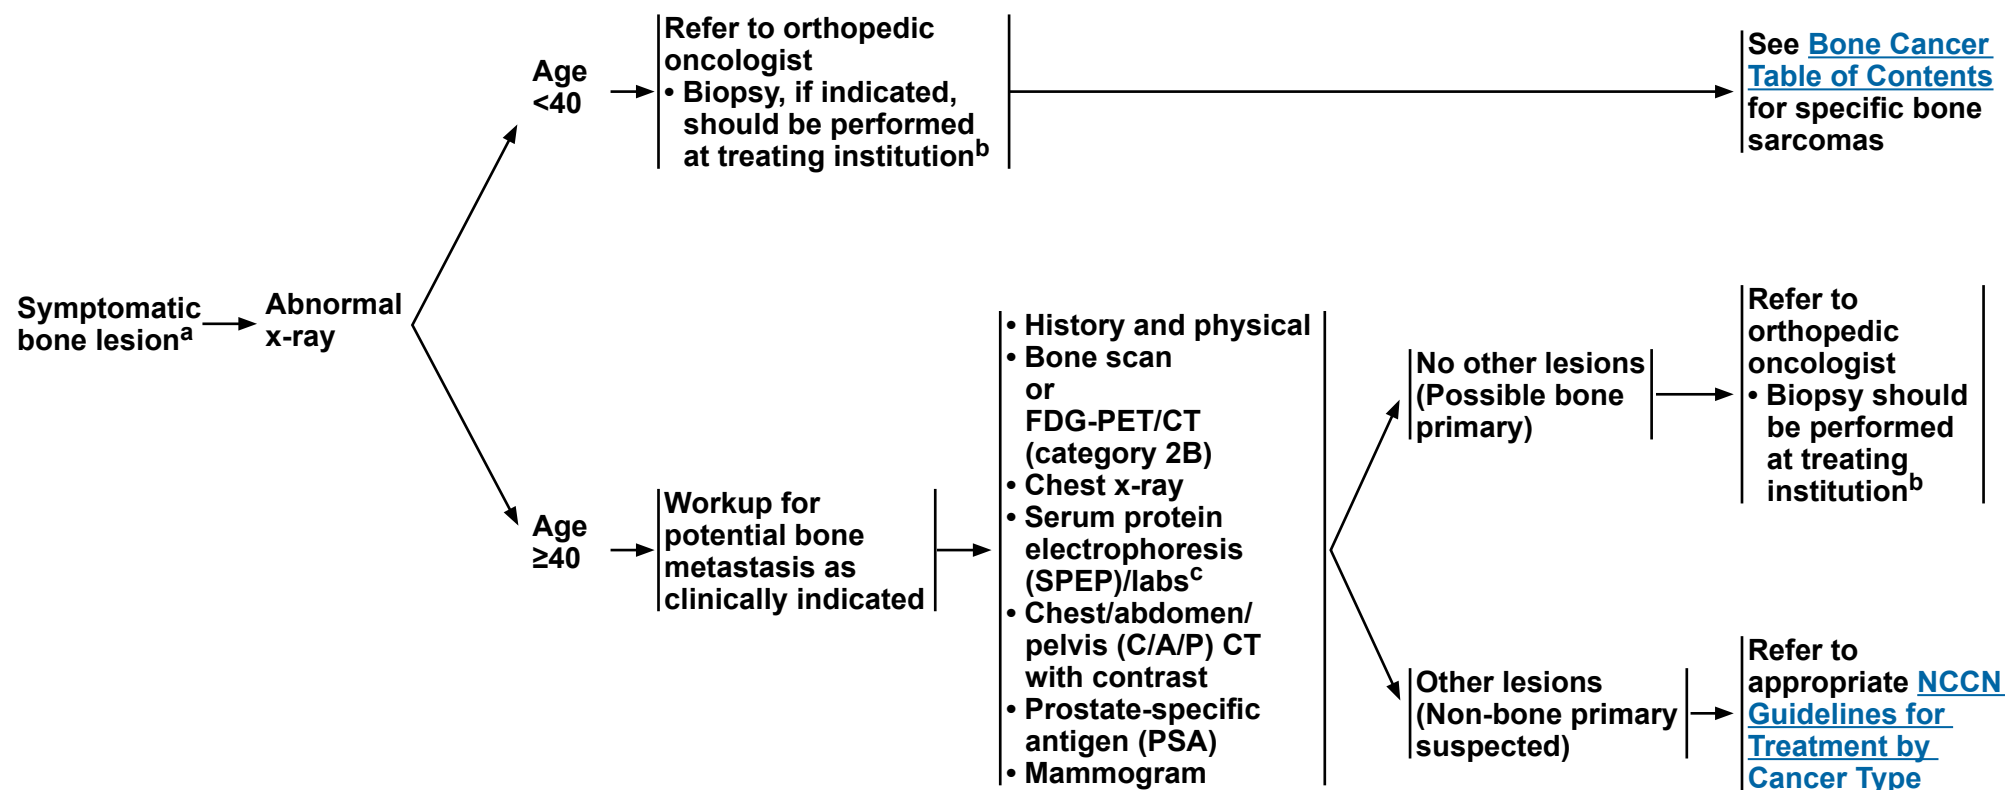 Symptomatic
bone lesionᵃ
Abnormal
x-ray
Age
<40
Refer to orthopedic
oncologist
• Biopsy, if indicated,
should be performed
at treating institutionᵇ
See Bone Cancer
Table of Contents
for specific bone
sarcomas
Age
≥40
Workup for
potential bone
metastasis as
clinically indicated
• History and physical
• Bone scan
or
FDG-PET/CT
(category 2B)
• Chest x-ray
• Serum protein
electrophoresis
(SPEP)/labsᶜ
• Chest/abdomen/
pelvis (C/A/P) CT
with contrast
• Prostate-specific
antigen (PSA)
• Mammogram
No other lesions
(Possible bone
primary)
Refer to
orthopedic
oncologist
• Biopsy should
be performed
at treating
institutionᵇ
Other lesions
(Non-bone primary
suspected)
Refer to
appropriate NCCN
Guidelines for
Treatment by
Cancer Type